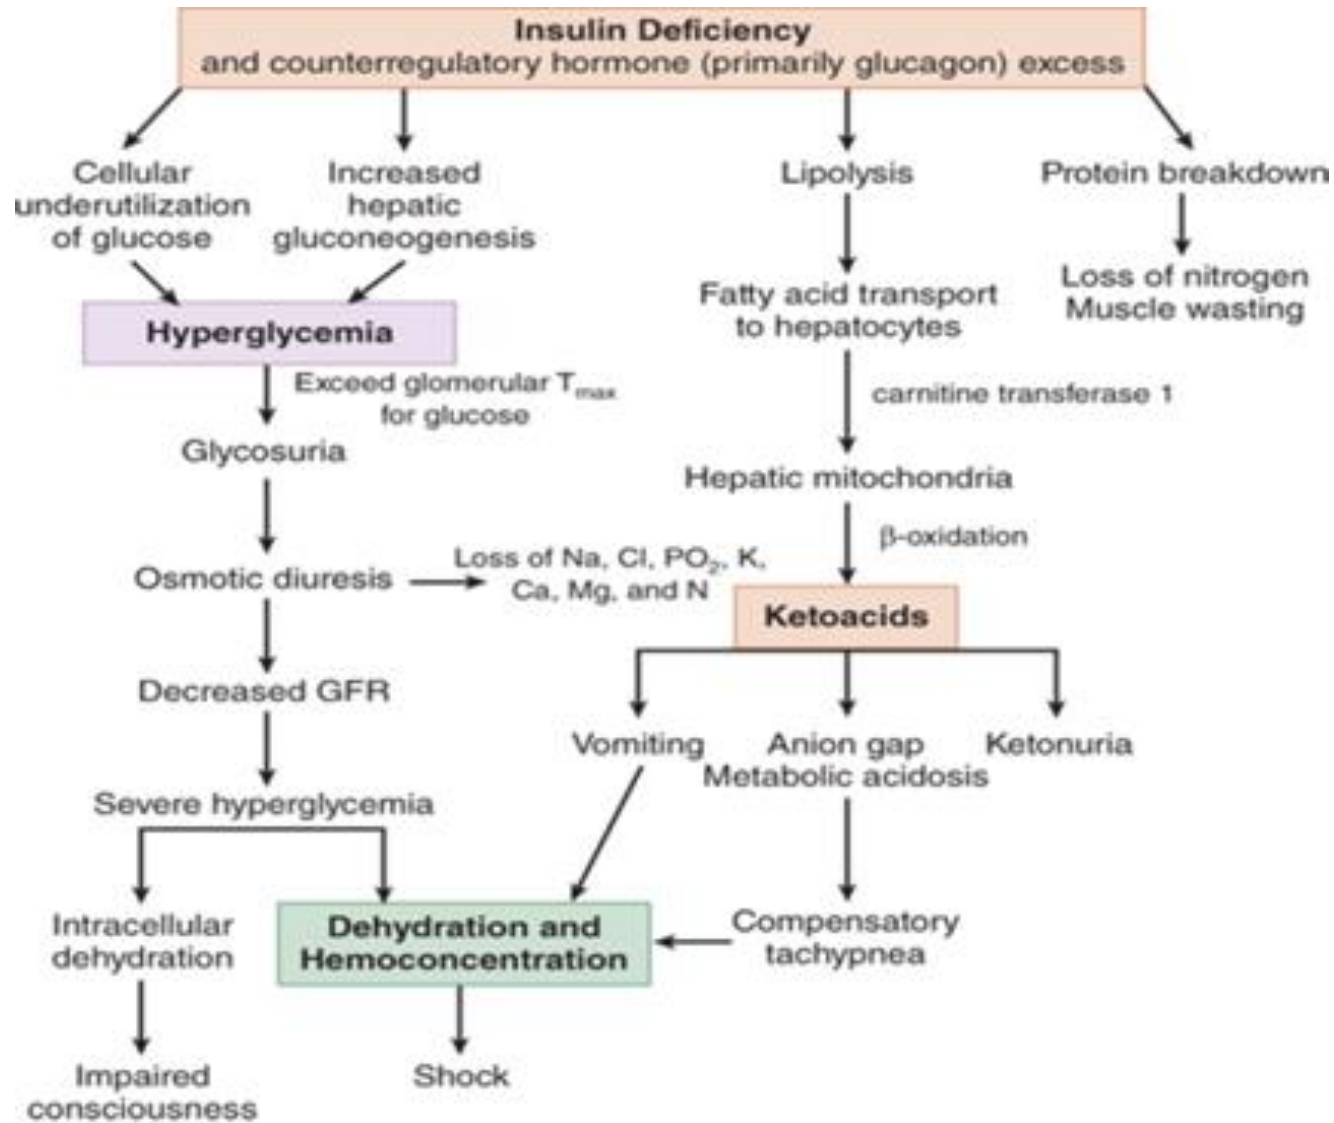 Insulin Deficiency
and counterregulatory hormone (primarily glucagon) excess
Cellular
underutilization
of glucose
Increased
hepatic
gluconeogenesis
Lipolysis
Protein breakdown
Loss of nitrogen
Muscle wasting
Fatty acid transport
to hepatocytes
Hyperglycemia
Exceed glomerular Tmax
for glucose
carnitine transferase 1
Glycosuria
Hepatic mitochondria
β-oxidation
Osmotic diuresis
Loss of Na, Cl, PO₂, K,
Ca, Mg, and N
Ketoacids
Decreased GFR
Vomiting
Anion gap
Metabolic acidosis
Ketonuria
Severe hyperglycemia
Intracellular
dehydration
Dehydration and
Hemoconcentration
Compensatory
tachypnea
Impaired
consciousness
Shock